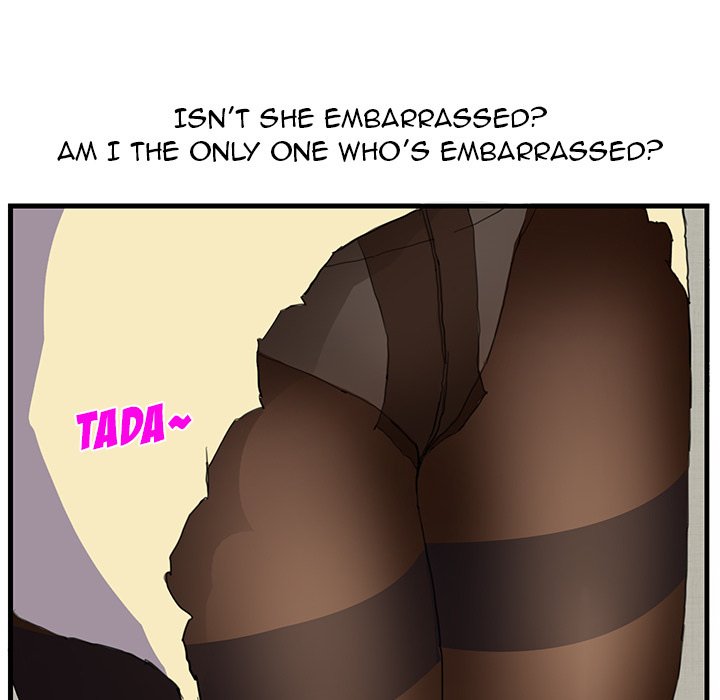 ISN'T SHE EMBARRASSED?
AM I THE ONLY ONE WHO'S EMBARRASSED?
TADA~